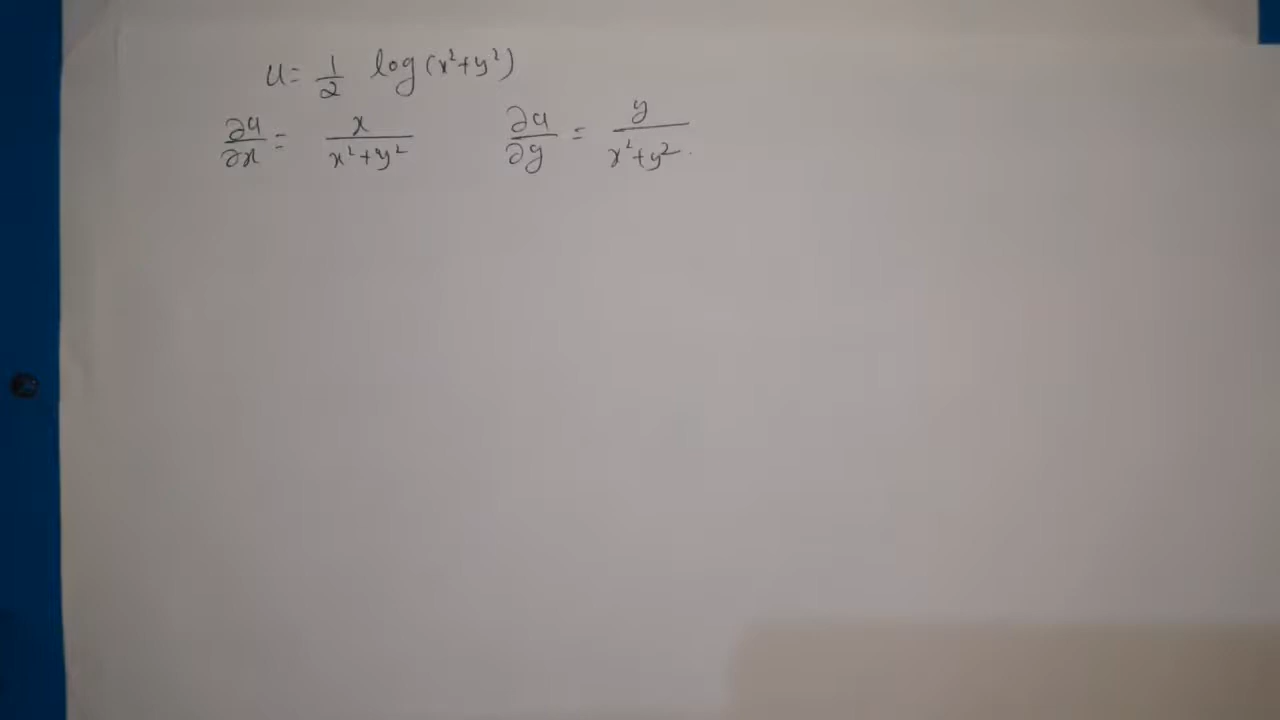 u = 1/2 log(x²+y²)
∂u/∂x = x/(x²+y²) ∂u/∂y = y/(x²+y²).